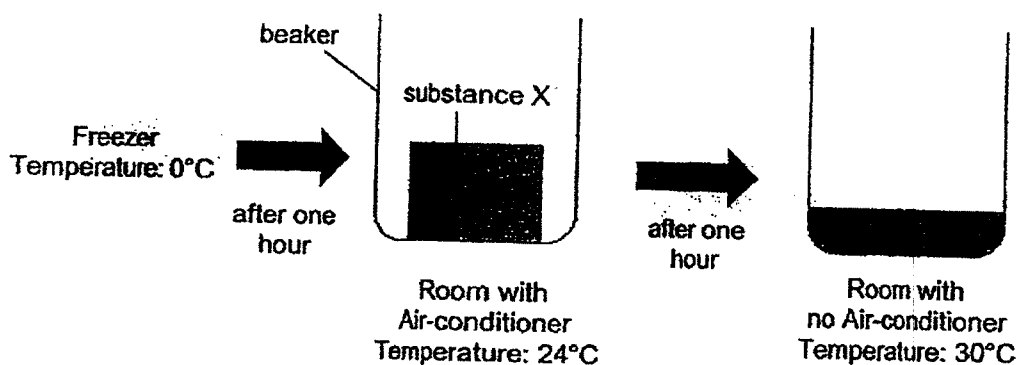 beaker
substance X
Freezer
Temperature: 0°C
after one
hour
Room with
Air-conditioner
Temperature: 24°C
after one
hour
Room with
no Air-conditioner
Temperature: 30°C